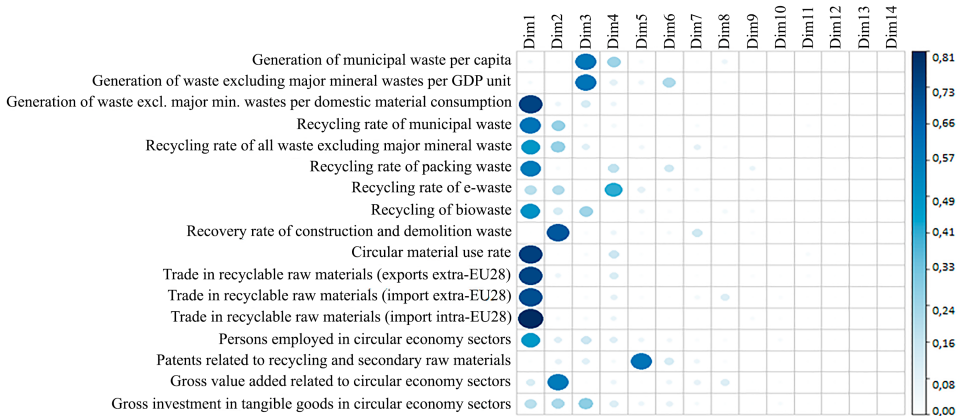 Dim1 Dim2 Dim3 Dim4 Dim5 Dim6 Dim7 Dim8 Dim9 Dim10 Dim11 Dim12 Dim13 Dim14
Generation of municipal waste per capita
Generation of waste excluding major mineral wastes per GDP unit
Generation of waste excl. major min. wastes per domestic material consumption
Recycling rate of municipal waste
Recycling rate of all waste excluding major mineral waste
Recycling rate of packing waste
Recycling rate of e-waste
Recycling of biowaste
Recovery rate of construction and demolition waste
Circular material use rate
Trade in recyclable raw materials (exports extra-EU28)
Trade in recyclable raw materials (import extra-EU28)
Trade in recyclable raw materials (import intra-EU28)
Persons employed in circular economy sectors
Patents related to recycling and secondary raw materials
Gross value added related to circular economy sectors
Gross investment in tangible goods in circular economy sectors
0,81
0,73
0,66
0,57
0,49
0,41
0,33
0,24
0,16
0,08
0,00